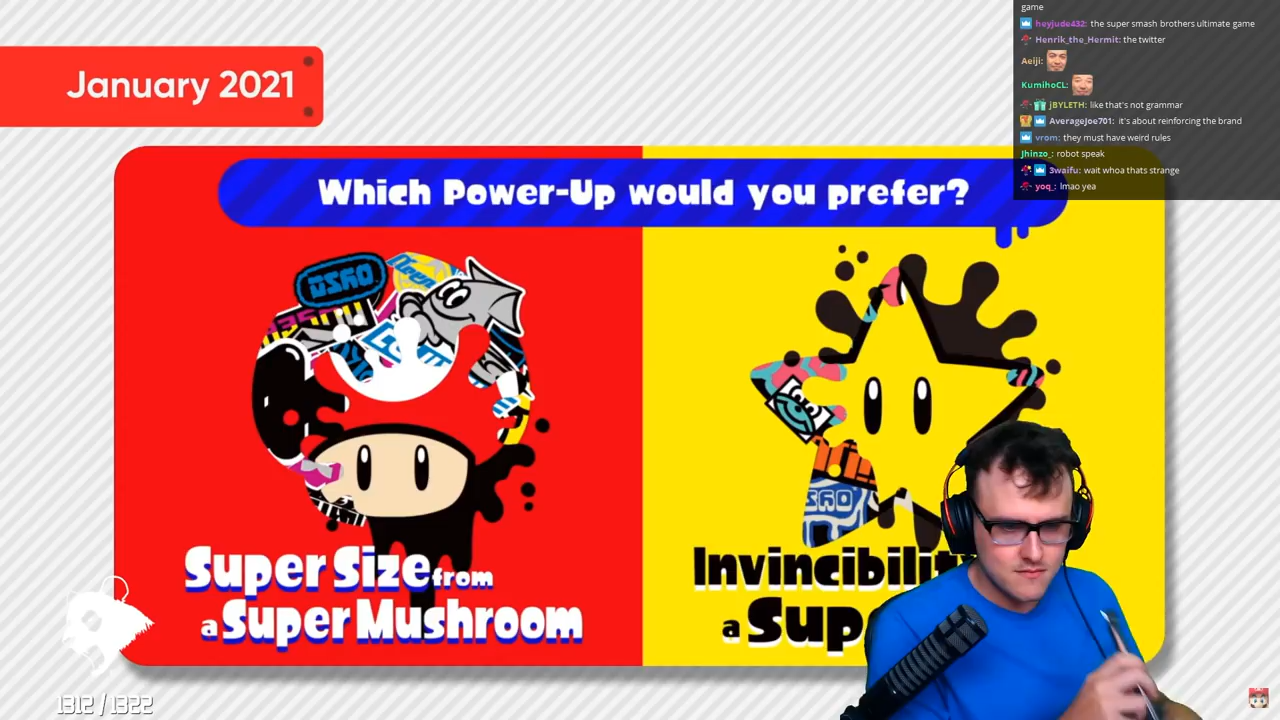 January 2021
Which Power-Up would you prefer?
Super Size from
a Super Mushroom
Invincibility
a Sup
1312 / 1322
game
heyjude432: the super smash brothers ultimate game
Henrik_the_Hermit: the twitter
Aeiji:
KumihoCL:
jBYLETH: like that's not grammar
AverageJoe701: it's about reinforcing the brand
vrom: they must have weird rules
Jhinzo_: robot speak
3waifu: wait whoa thats strange
yoq_: lmao yea